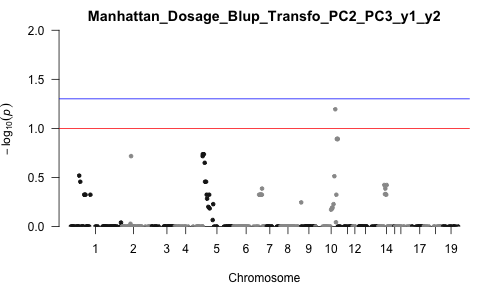 Manhattan_Dosage_Blup_Transfo_PC2_PC3_y1_y2
2.0
1.5
1.0
0.5
0.0
− log10(p)
1 2 3 4 5 6 7 8 9 10 12 14 17 19
Chromosome